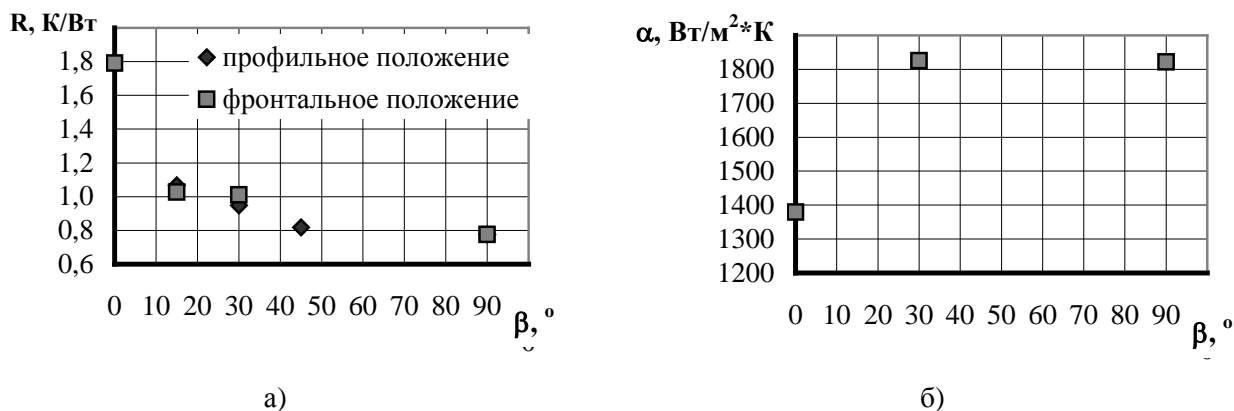 R, К/Вт
1,8
1,6
1,4
1,2
1,0
0,8
0,6
0 10 20 30 40 50 60 70 80 90
β, º
профильное положение
фронтальное положение
а)
α, Вт/м²*К
1800
1700
1600
1500
1400
1300
1200
0 10 20 30 40 50 60 70 80 90
β, º
б)